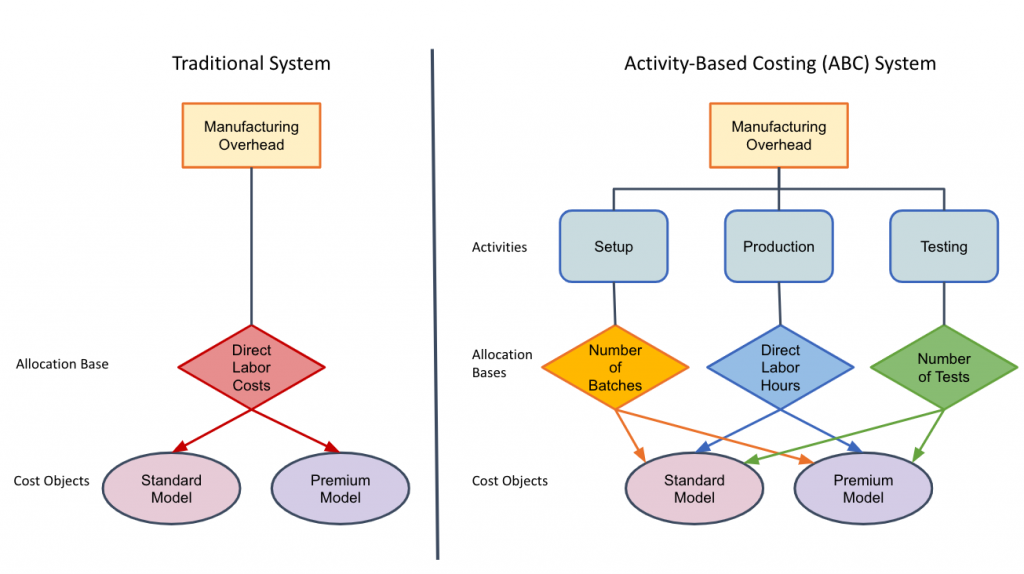 Traditional System
Manufacturing
Overhead
Allocation Base
Direct
Labor
Costs
Cost Objects
Standard
Model
Premium
Model
Activity-Based Costing (ABC) System
Manufacturing
Overhead
Activities
Setup
Production
Testing
Allocation
Bases
Number
of
Batches
Direct
Labor
Hours
Number
of Tests
Cost Objects
Standard
Model
Premium
Model